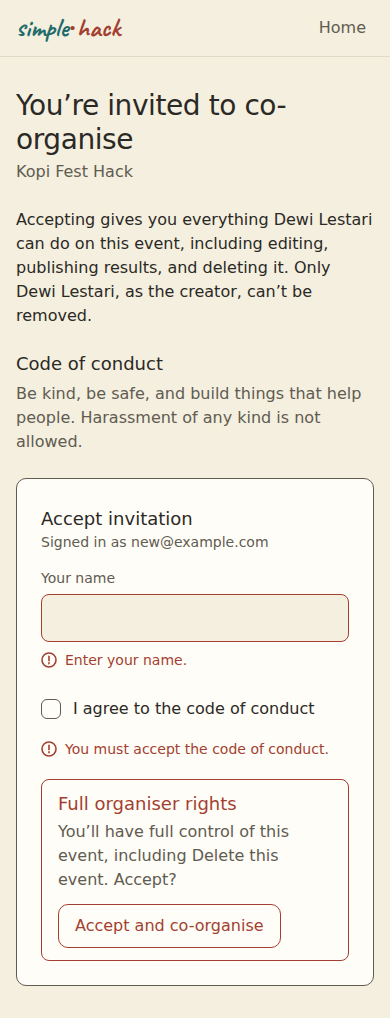 simple·hack
Home
You’re invited to co-
organise
Kopi Fest Hack
Accepting gives you everything Dewi Lestari
can do on this event, including editing,
publishing results, and deleting it. Only
Dewi Lestari, as the creator, can’t be
removed.
Code of conduct
Be kind, be safe, and build things that help
people. Harassment of any kind is not
allowed.
Accept invitation
Signed in as new@example.com
Your name
Enter your name.
I agree to the code of conduct
You must accept the code of conduct.
Full organiser rights
You’ll have full control of this
event, including Delete this
event. Accept?
Accept and co-organise